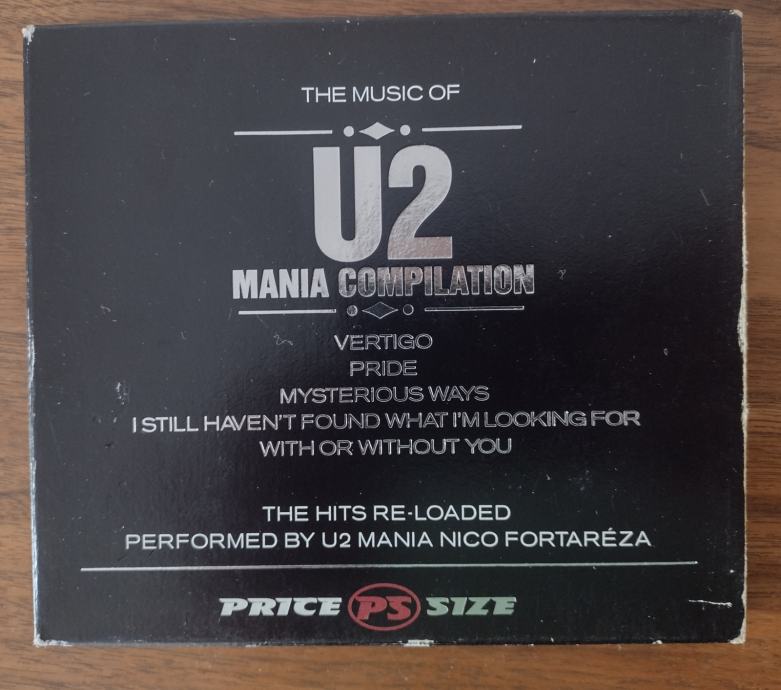 THE MUSIC OF
U2
MANIA COMPILATION
VERTIGO
PRIDE
MYSTERIOUS WAYS
I STILL HAVEN'T FOUND WHAT I'M LOOKING FOR
WITH OR WITHOUT YOU
THE HITS RE-LOADED
PERFORMED BY U2 MANIA NICO FORTARÉZA
PRICE PS SIZE